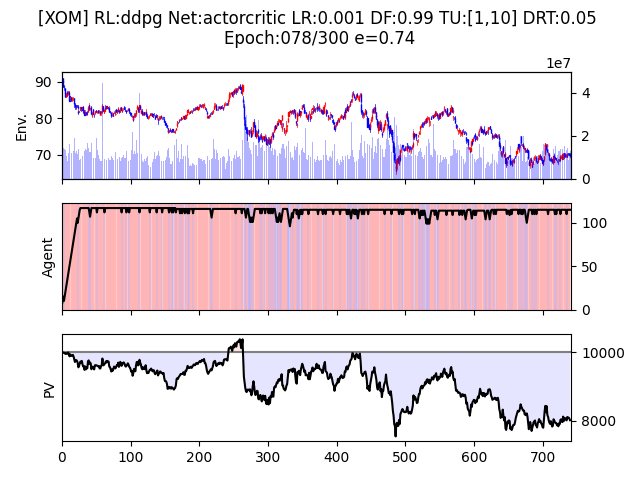 [XOM] RL:ddpg Net:actorcritic LR:0.001 DF:0.99 TU:[1,10] DRT:0.05
Epoch:078/300 e=0.74
1e7
90
80
70
Env.
4
2
0
Agent
100
50
0
PV
10000
8000
0 100 200 300 400 500 600 700